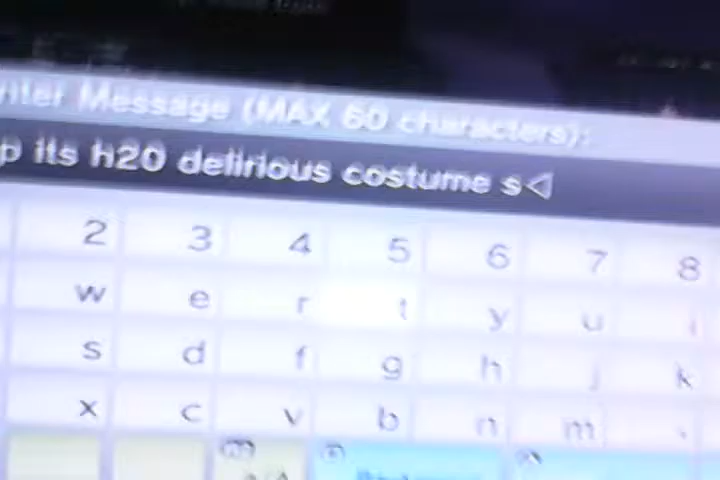 Message (MAX 60 characters):
p its h20 delirious costume s
2 3 4 5 6 7 8
w e r t y u i
s d f g h j k
x c v b n m ,